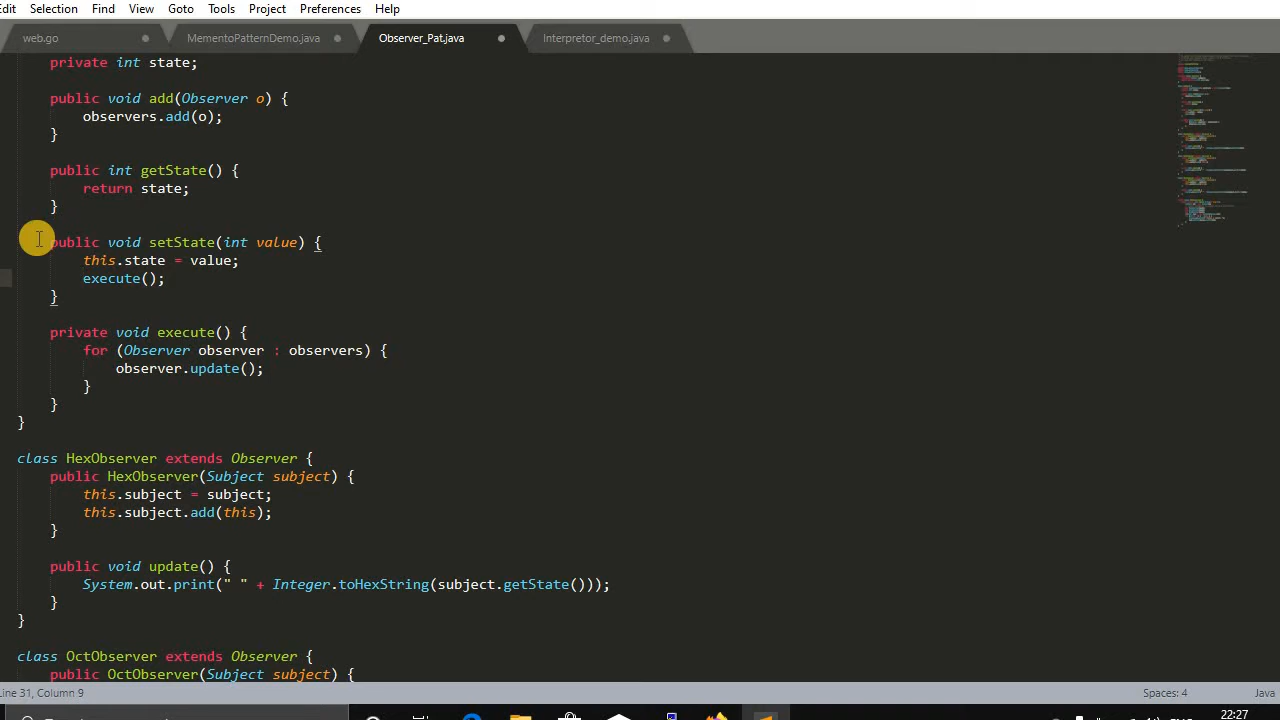 Edit Selection Find View Goto Tools Project Preferences Help
web.go MementoPatternDemo.java Observer_Pat.java Interpretor_demo.java
    private int state;
    public void add(Observer o) {
        observers.add(o);
    }
    public int getState() {
        return state;
    }
    public void setState(int value) {
        this.state = value;
        execute();
    }
    private void execute() {
        for (Observer observer : observers) {
            observer.update();
        }
    }
}
class HexObserver extends Observer {
    public HexObserver(Subject subject) {
        this.subject = subject;
        this.subject.add(this);
    }
    public void update() {
        System.out.print(" " + Integer.toHexString(subject.getState()));
    }
}
class OctObserver extends Observer {
    public OctObserver(Subject subject) {
Line 31, Column 9 Spaces: 4 Java
22:27